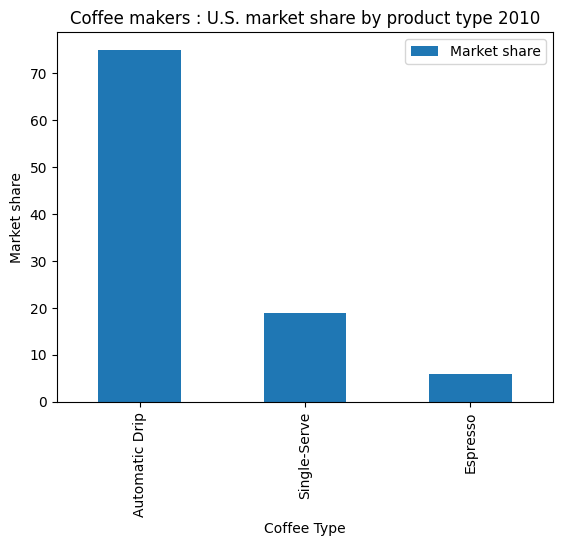 Coffee makers : U.S. market share by product type 2010
Market share
Market share
70
60
50
40
30
20
10
0
Automatic Drip
Single-Serve
Espresso
Coffee Type